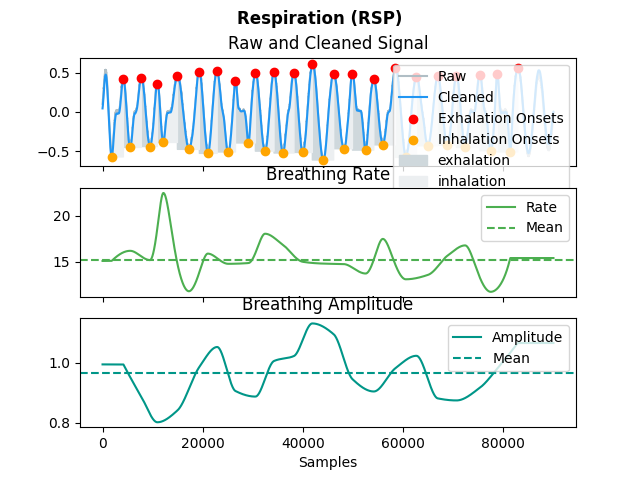 Respiration (RSP)
Raw and Cleaned Signal
0.5
0.0
−0.5
Raw
Cleaned
Exhalation Onsets
Inhalation Onsets
exhalation
inhalation
Breathing Rate
20
15
Rate
Mean
Breathing Amplitude
1.0
0.8
Amplitude
Mean
0 20000 40000 60000 80000
Samples